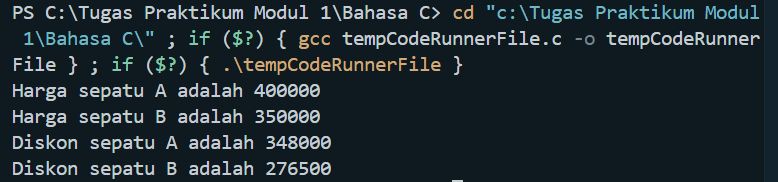 PS C:\Tugas Praktikum Modul 1\Bahasa C> cd "c:\Tugas Praktikum Modul
 1\Bahasa C\" ; if ($?) { gcc tempCodeRunnerFile.c -o tempCodeRunner
File } ; if ($?) { .\tempCodeRunnerFile }
Harga sepatu A adalah 400000
Harga sepatu B adalah 350000
Diskon sepatu A adalah 348000
Diskon sepatu B adalah 276500